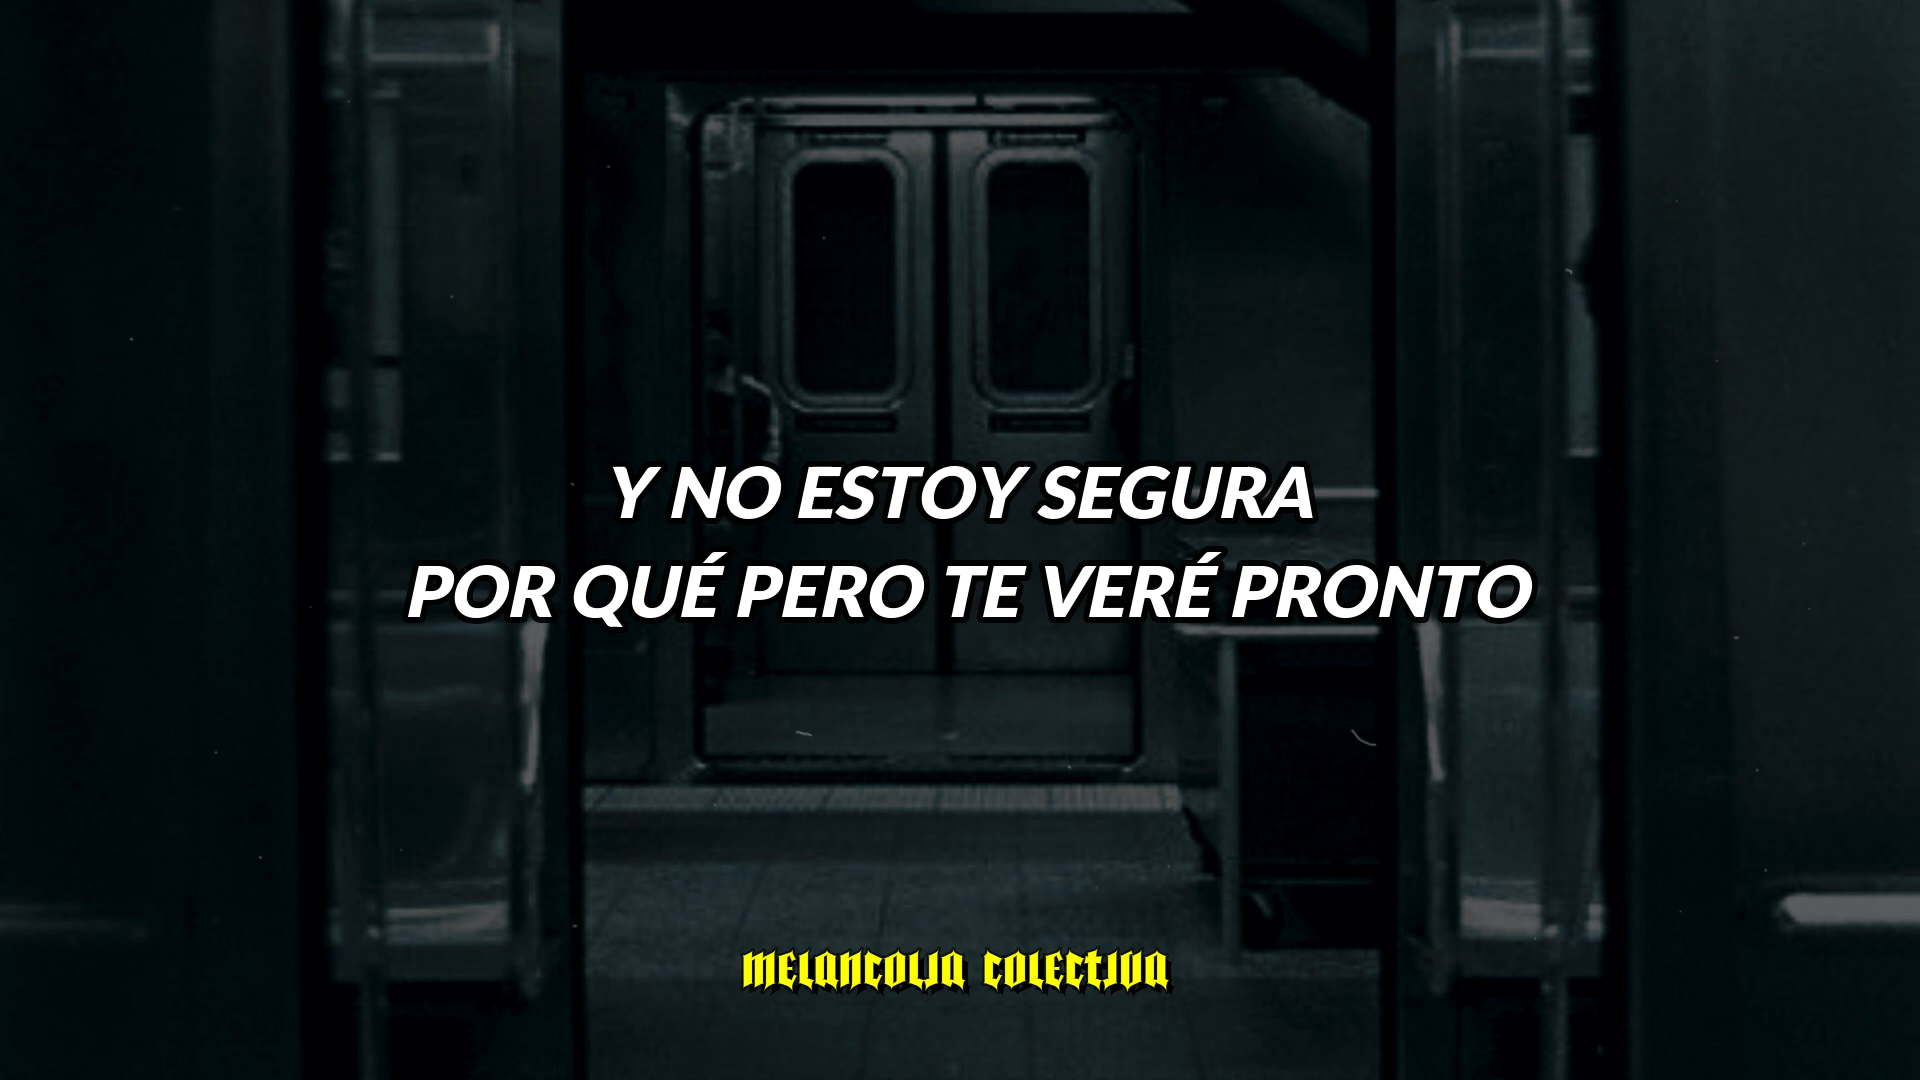 Y NO ESTOY SEGURA
POR QUÉ PERO TE VERÉ PRONTO
MELANCOLIA COLECTIVA